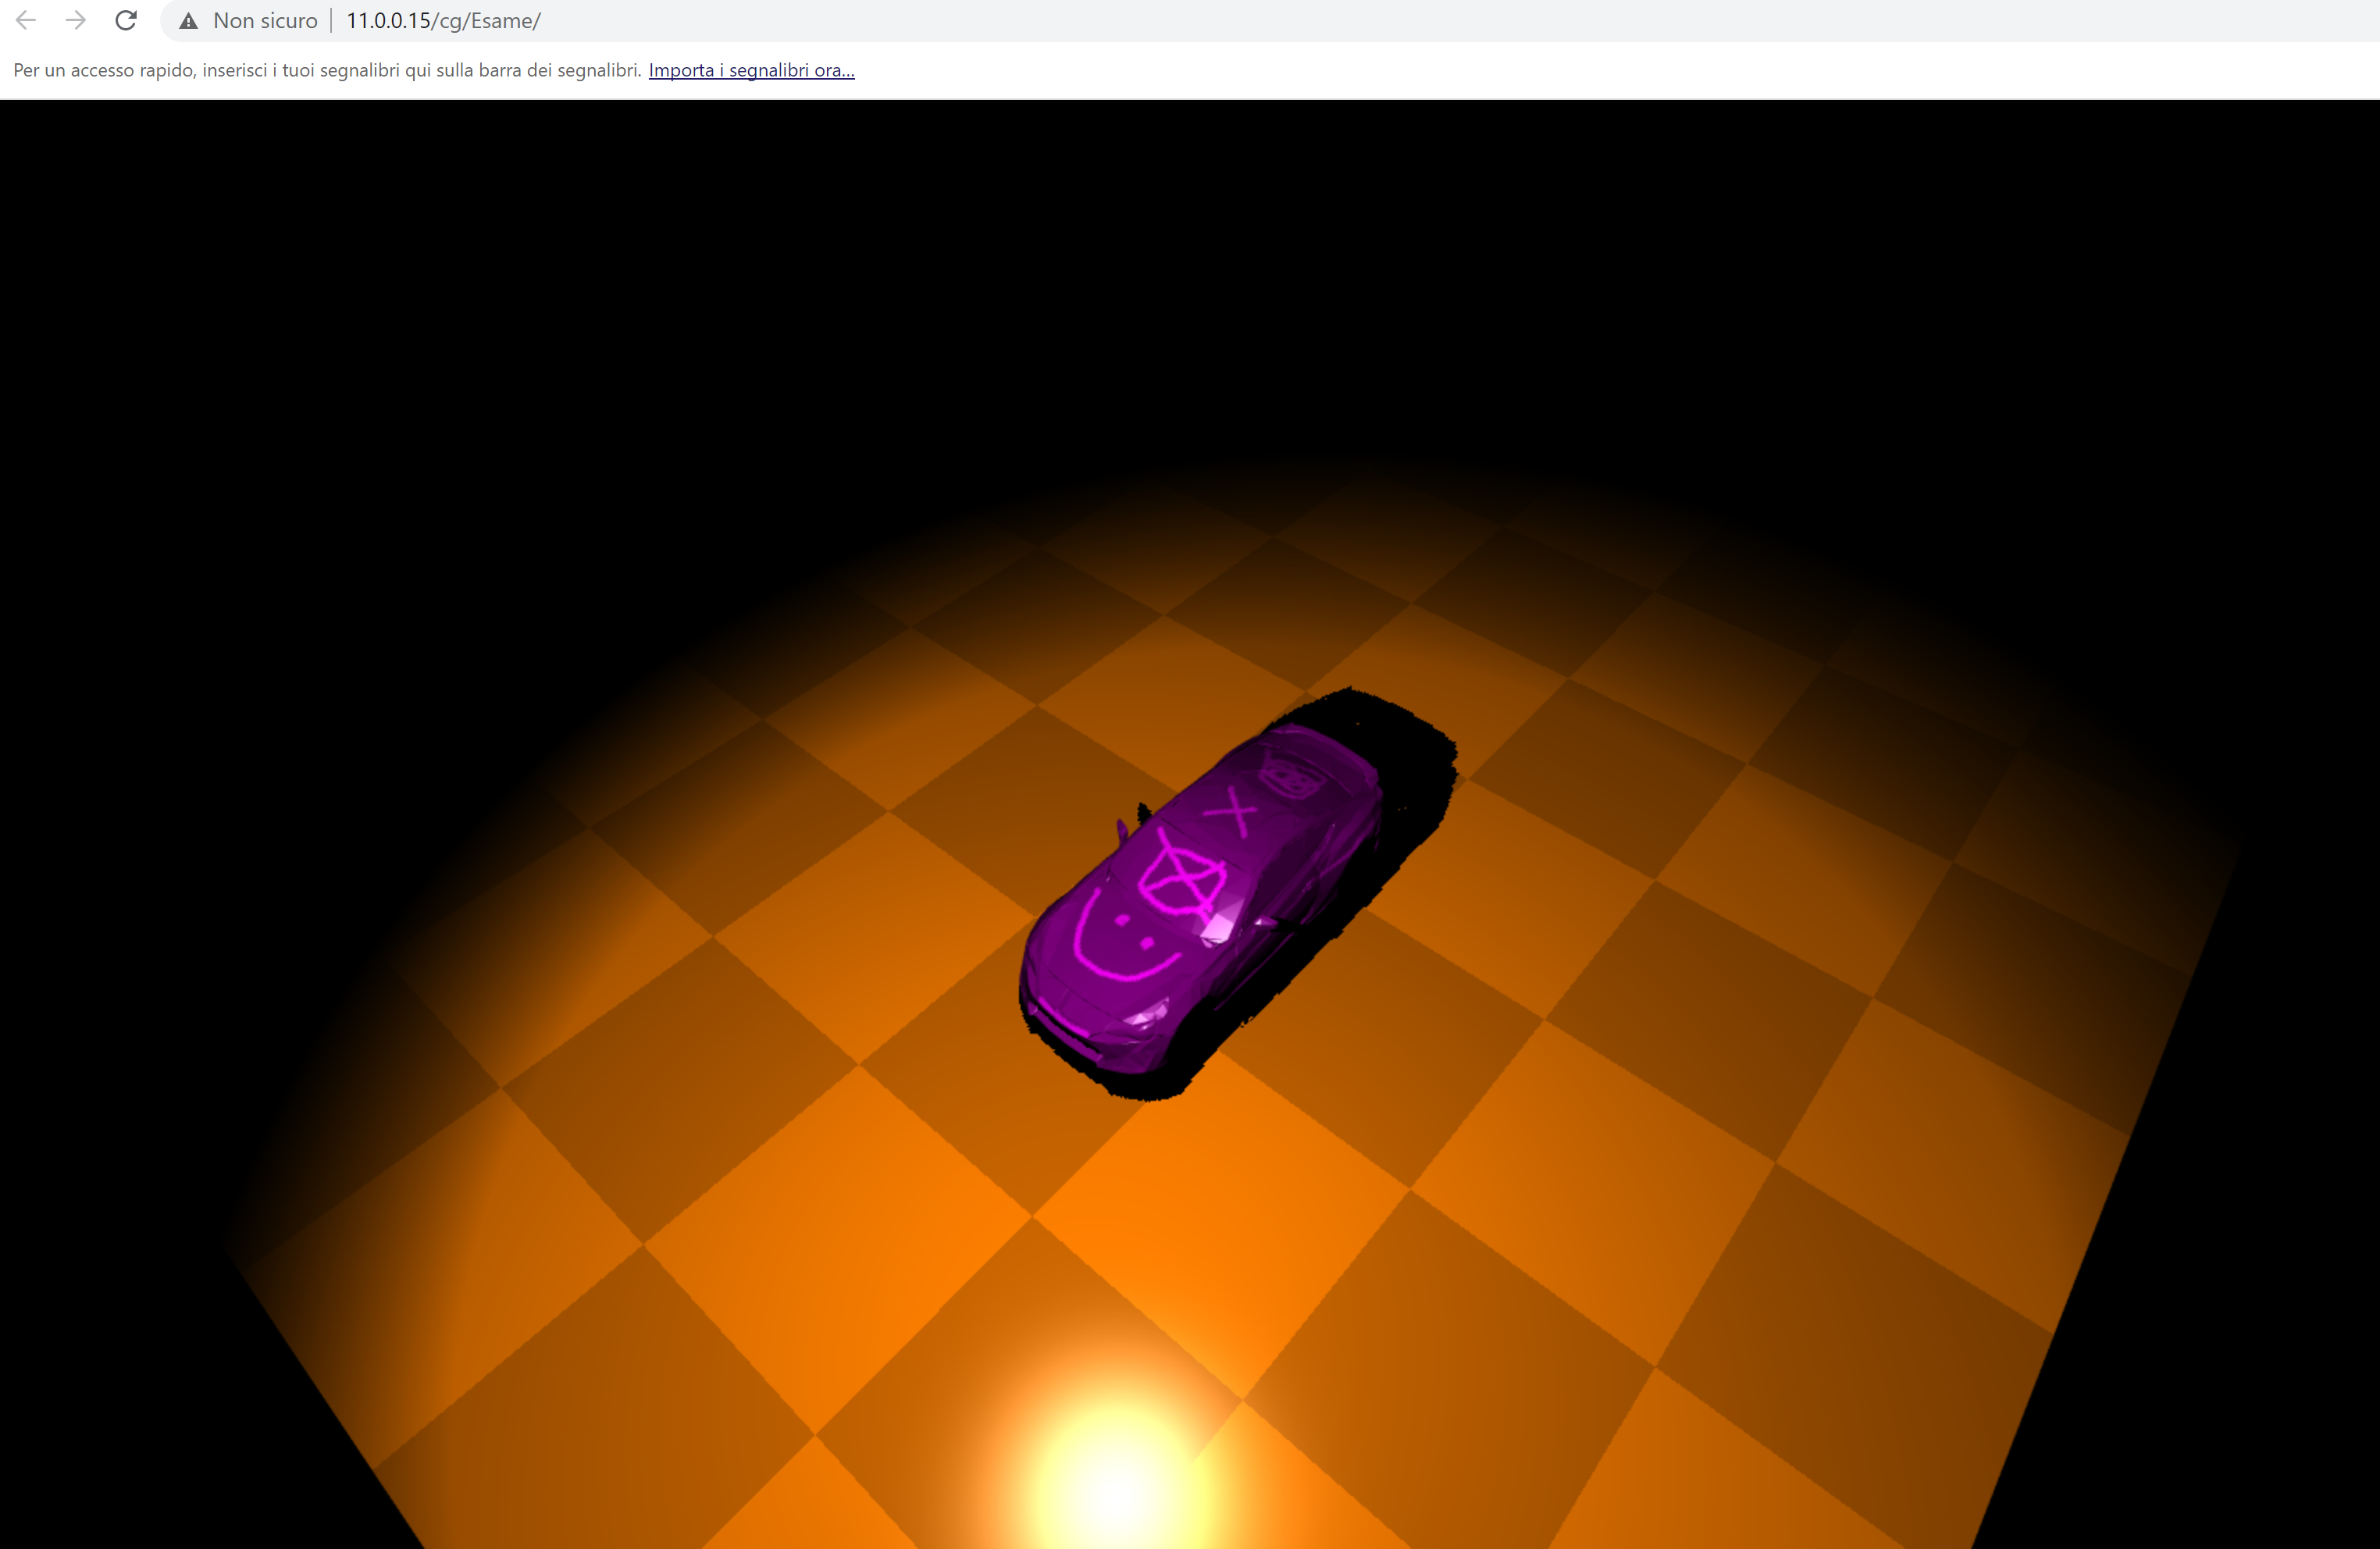 Non sicuro | 11.0.0.15/cg/Esame/
Per un accesso rapido, inserisci i tuoi segnalibri qui sulla barra dei segnalibri. Importa i segnalibri ora...